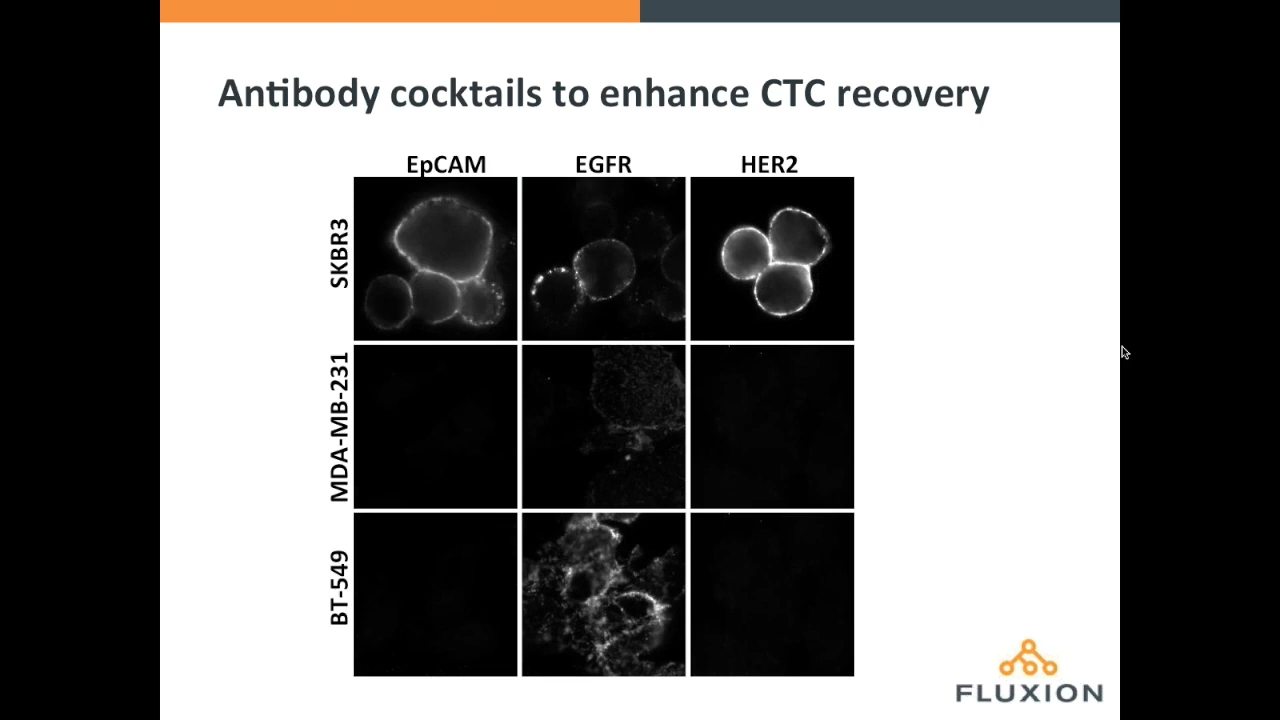 Antibody cocktails to enhance CTC recovery
EpCAM EGFR HER2
SKBR3
MDA-MB-231
BT-549
FLUXION